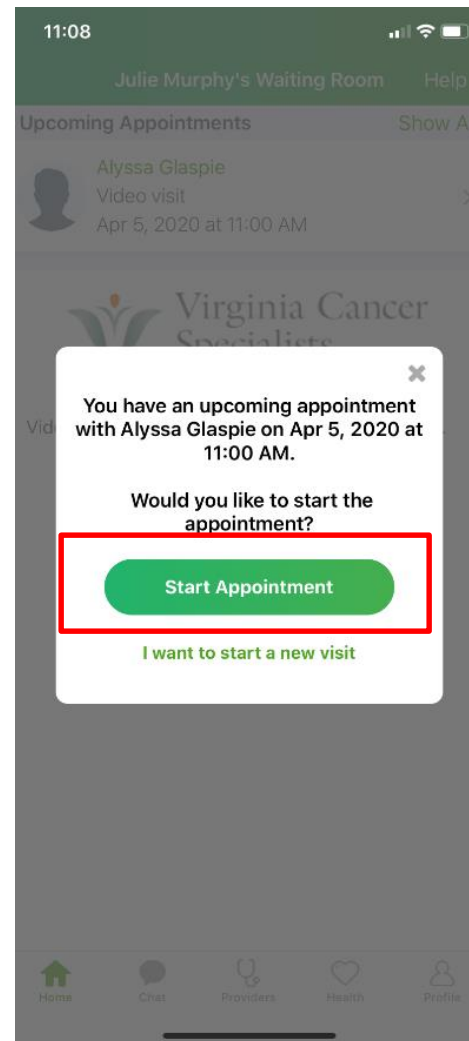 11:08
Julie Murphy's Waiting Room Help
Upcoming Appointments Show A
Alyssa Glaspie
Video visit
Apr 5, 2020 at 11:00 AM
Virginia Cancer
Specialists
You have an upcoming appointment
Vid
with Alyssa Glaspie on Apr 5, 2020 at
11:00 AM.
Would you like to start the
appointment?
Start Appointment
I want to start a new visit
Home Chat Providers Health Profile